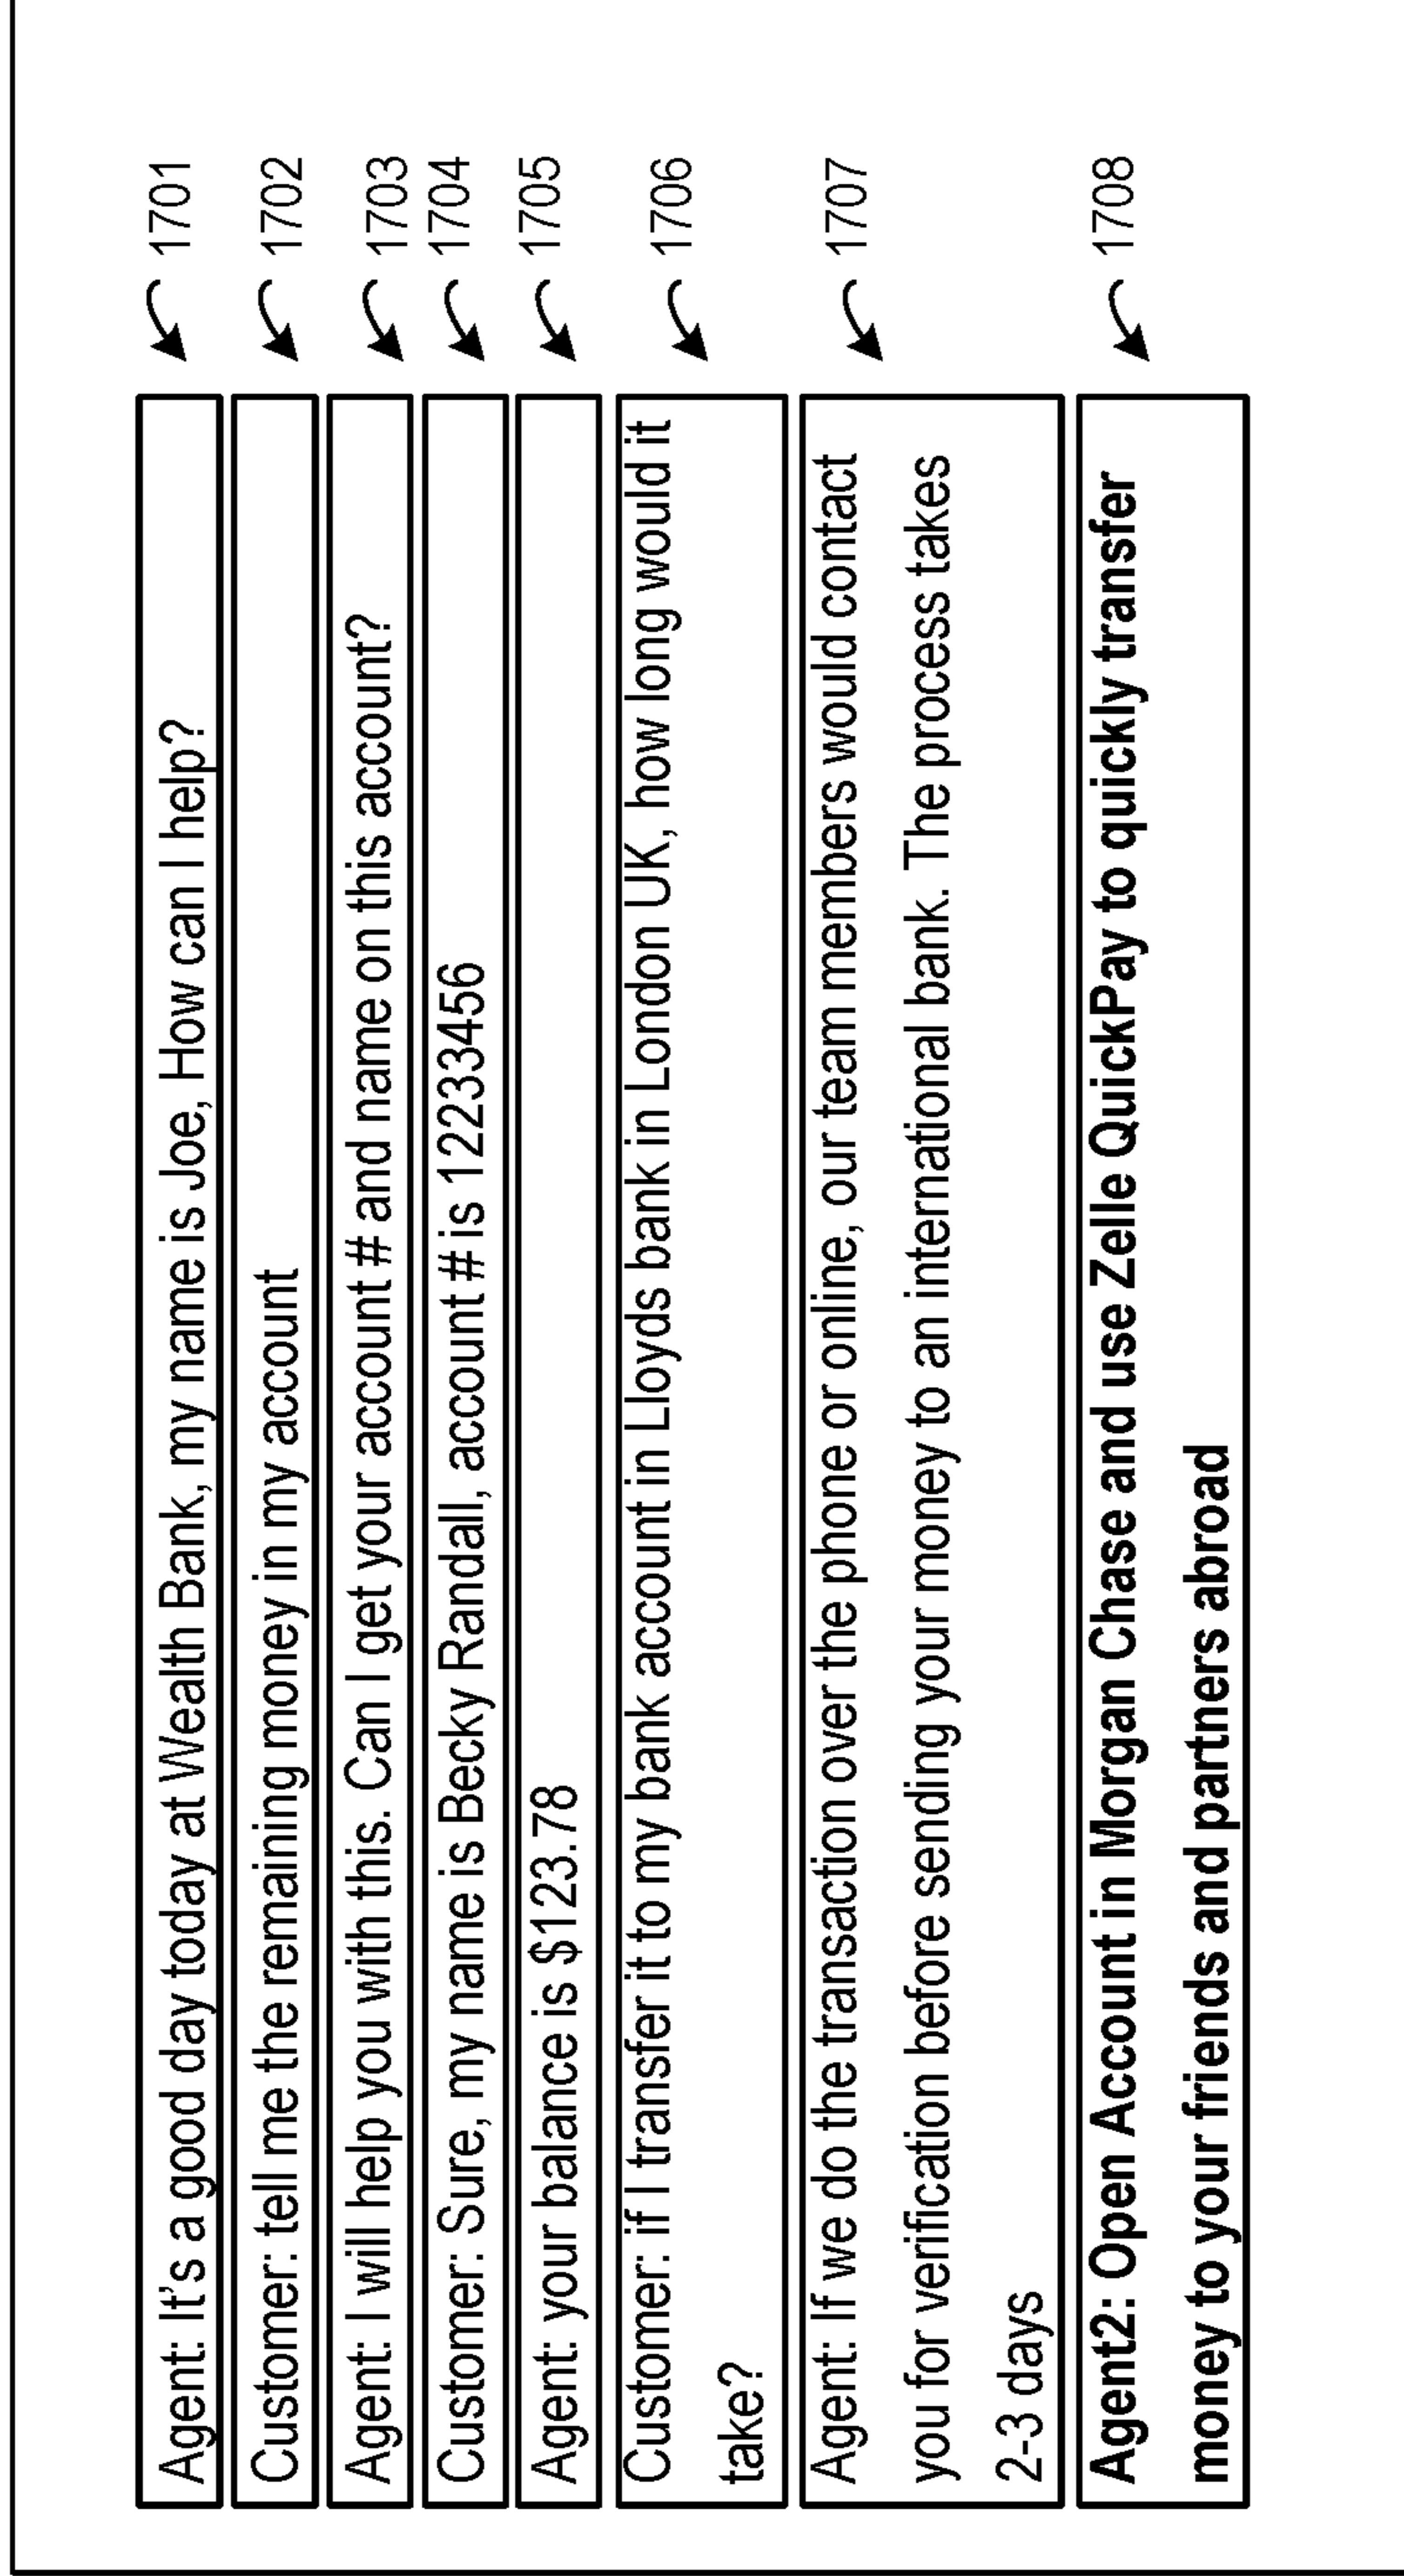 Agent: It's a good day today at Wealth Bank, my name is Joe, How can I help?
1701
Customer: tell me the remaining money in my account
1702
Agent: I will help you with this. Can I get your account # and name on this account?
1703
Customer: Sure, my name is Becky Randall, account # is 12233456
1704
Agent: your balance is $123.78
1705
Customer: if I transfer it to my bank account in Lloyds bank in London UK, how long would it
take?
1706
Agent: If we do the transaction over the phone or online, our team members would contact
you for verification before sending your money to an international bank. The process takes
2-3 days
1707
Agent2: Open Account in Morgan Chase and use Zelle QuickPay to quickly transfer
money to your friends and partners abroad
1708